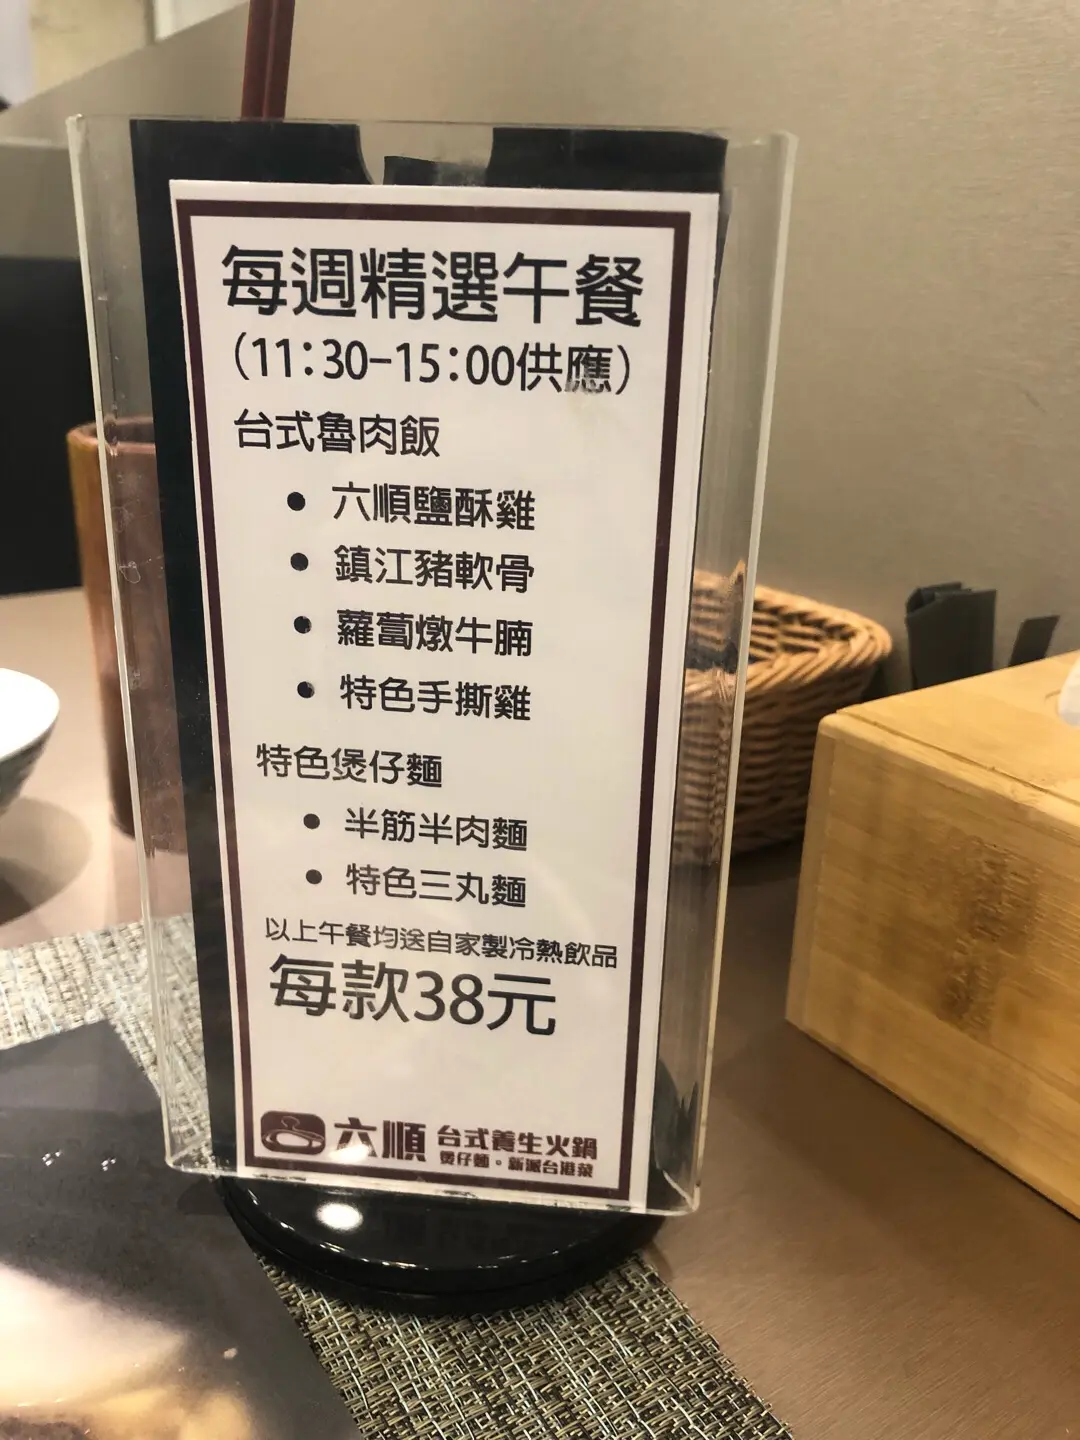 每週精選午餐
(11:30-15:00供應)
台式魯肉飯
• 六順鹽酥雞
• 鎮江豬軟骨
• 蘿蔔燉牛腩
• 特色手撕雞
特色煲仔麵
• 半筋半肉麵
• 特色三丸麵
以上午餐均送自家製冷熱飲品
每款38元
六順 台式養生火鍋
煲仔麵。新派台港菜